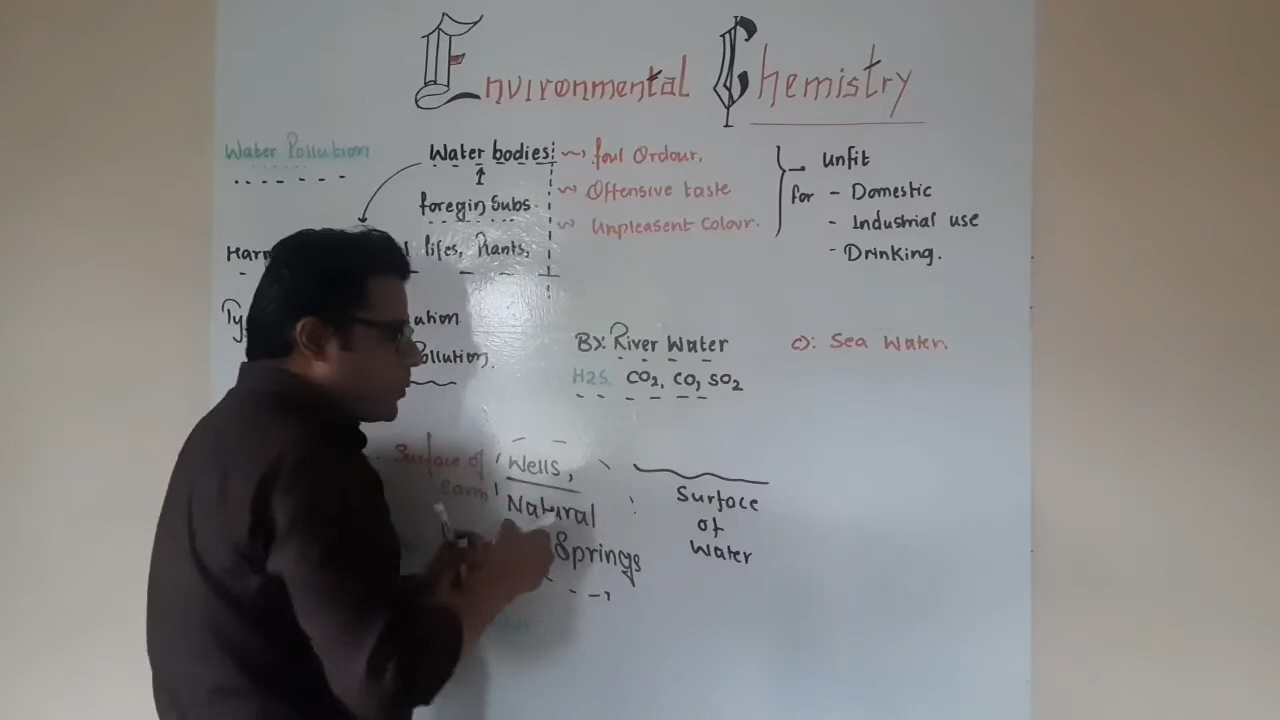 Environmental Chemistry
Water Pollution
Water bodies: foul Ordour.
foregin Subs.
Offensive taste
Unpleasent Colour.
unfit
for - Domestic
- Industrial use
- Drinking.
lifes, Plants,
B): River Water
H2S. CO2, CO, SO2
c): Sea Water.
Pollution.
Surface of
Wells,
Natural
Springs
Surface
of
Water